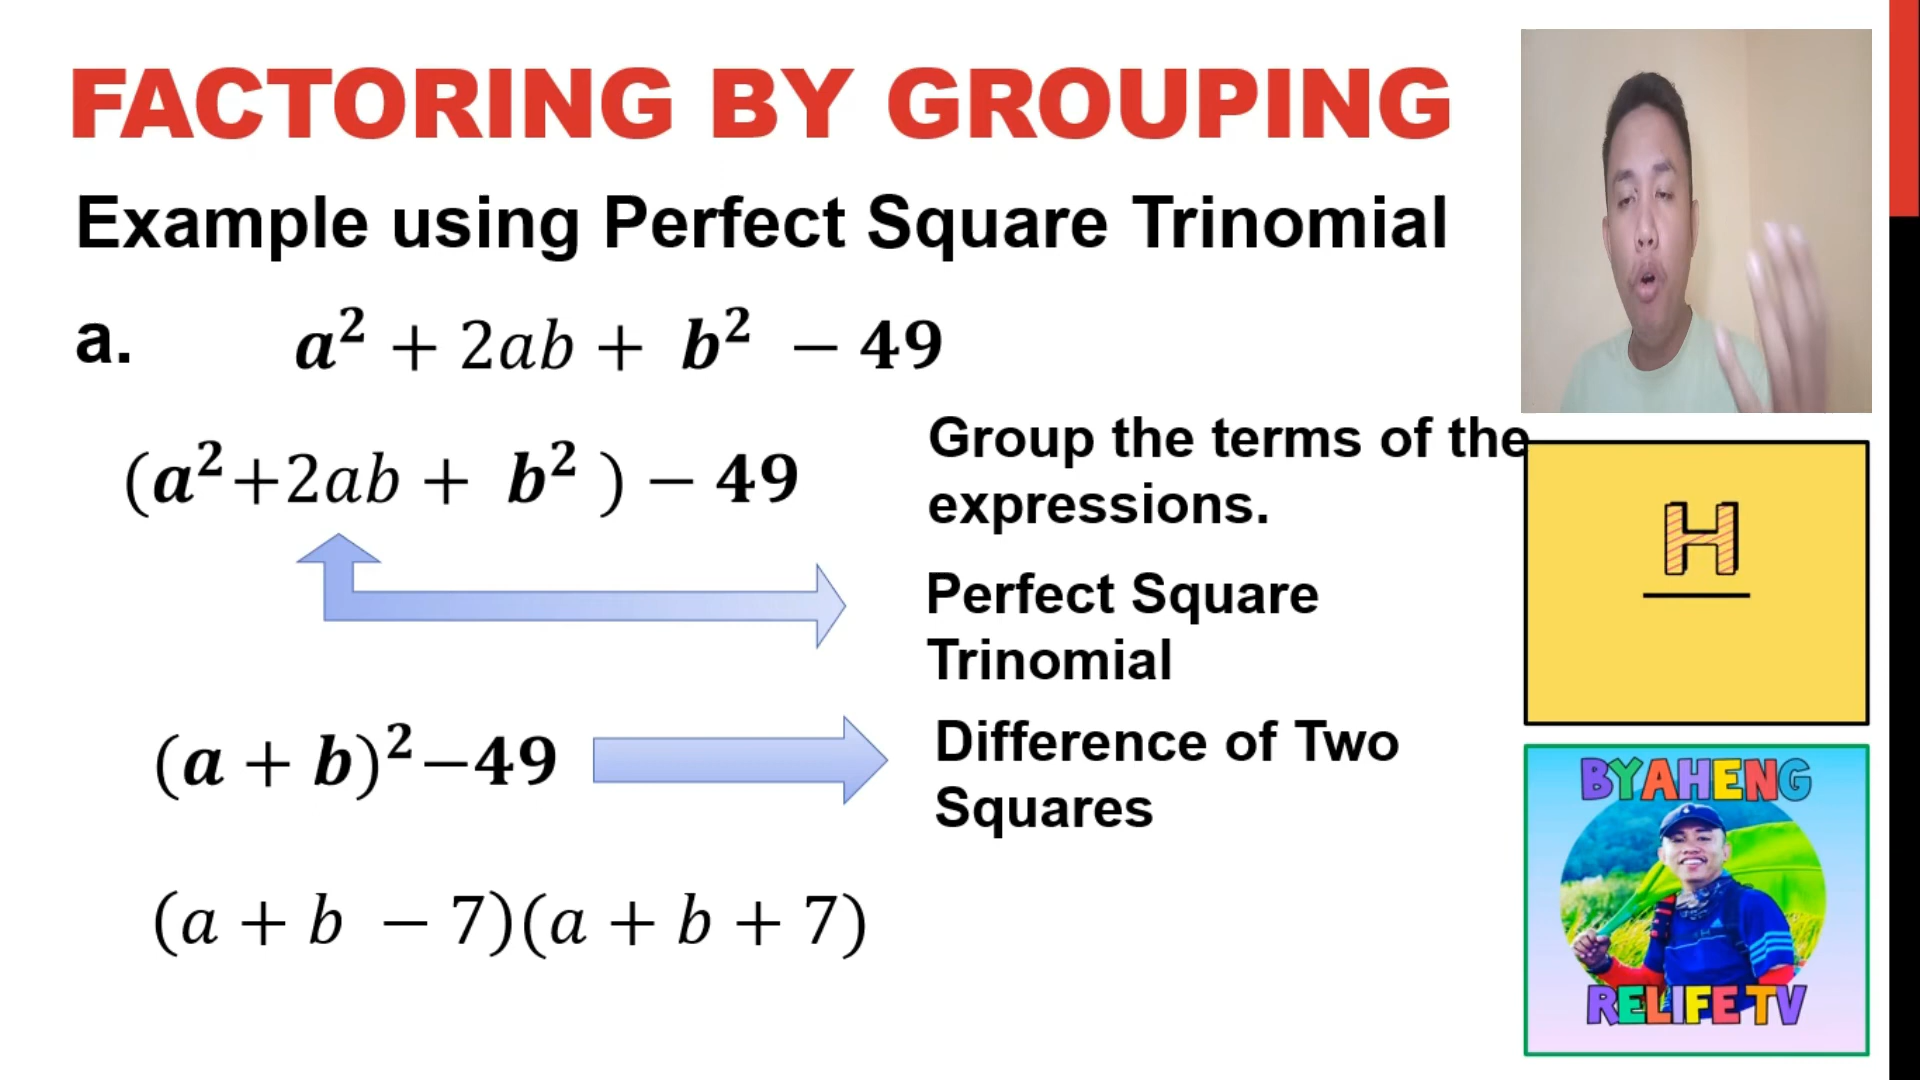 FACTORING BY GROUPING
Example using Perfect Square Trinomial
a. a² + 2ab + b² − 49
(a²+2ab + b² ) − 49
Group the terms of the
expressions.
Perfect Square
Trinomial
(a + b)²−49
Difference of Two
Squares
(a + b − 7)(a + b + 7)
H
BYAHENG
RELIFE TV